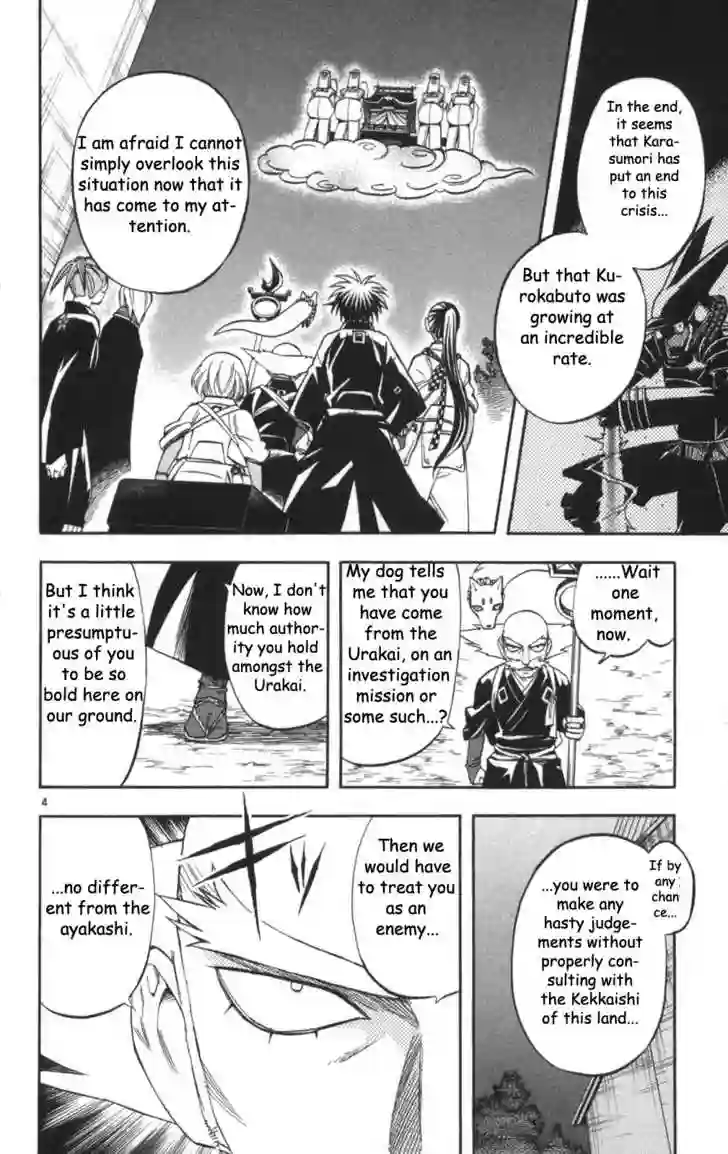 In the end,
it seems
that Kara-
sumori has
put an end
to this
crisis...
But that Ku-
rokabuto was
growing at
an incredible
rate.
I am afraid I cannot
simply overlook this
situation now that it
has come to my at-
tention.
......Wait
one
moment,
now.
My dog tells
me that you
have come
from the
Urakai, on an
investigation
mission or
some such...?
Now, I don't
know how
much author-
ity you hold
amongst the
Urakai.
But I think
it's a little
presumptu-
ous of you
to be so
bold here on
our ground.
4
If by
any
chan
ce...
...you were to
make any
hasty judge-
ments without
properly con-
sulting with
the Kekkaishi
of this land...
Then we
would have
to treat you
as an
enemy...
...no differ-
ent from the
ayakashi.